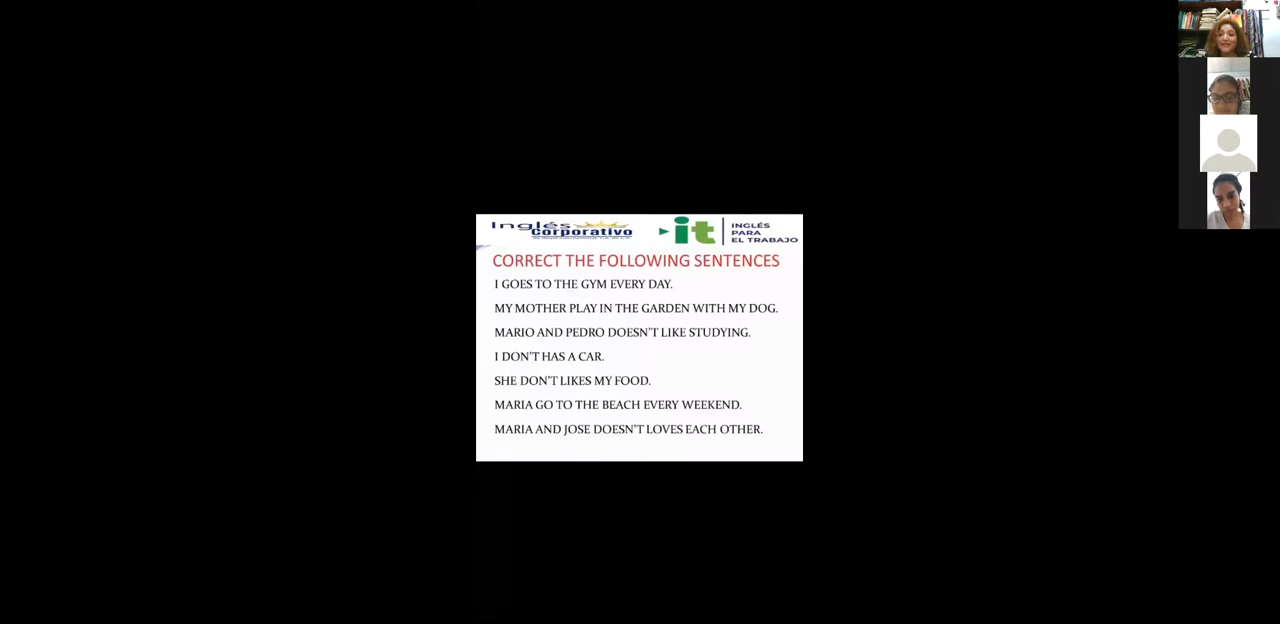 Inglés
corporativo
it
INGLÉS
PARA
EL TRABAJO
CORRECT THE FOLLOWING SENTENCES
I GOES TO THE GYM EVERY DAY.
MY MOTHER PLAY IN THE GARDEN WITH MY DOG.
MARIO AND PEDRO DOESN'T LIKE STUDYING.
I DON'T HAS A CAR.
SHE DON'T LIKES MY FOOD.
MARIA GO TO THE BEACH EVERY WEEKEND.
MARIA AND JOSE DOESN'T LOVES EACH OTHER.